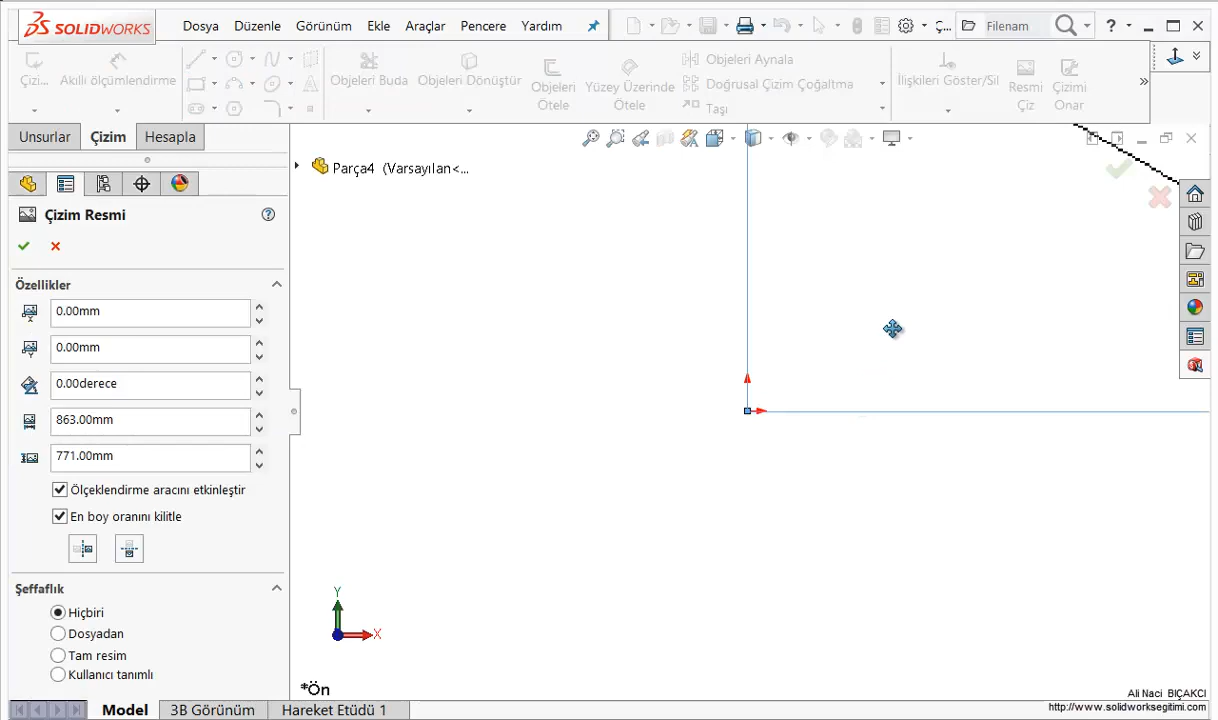 SOLIDWORKS Dosya Düzenle Görünüm Ekle Araçlar Pencere Yardım Ç... Filenam ?
Çizi... Akıllı ölçümlendirme Objeleri Buda Objeleri Dönüştür Objeleri Ötele Yüzey Üzerinde Ötele Objeleri Aynala Doğrusal Çizim Çoğaltma Taşı İlişkileri Göster/Sil Resmi Çiz Çizimi Onar
Unsurlar Çizim Hesapla
Parça4 (Varsayılan<...
Çizim Resmi
Özellikler
0.00mm
0.00mm
0.00derece
863.00mm
771.00mm
Ölçeklendirme aracını etkinleştir
En boy oranını kilitle
Şeffaflık
Hiçbiri
Dosyadan
Tam resim
Kullanıcı tanımlı
Y
X
*Ön
Ali Naci BIÇAKCI
http://www.solidworksegitimi.com
Model 3B Görünüm Hareket Etüdü 1